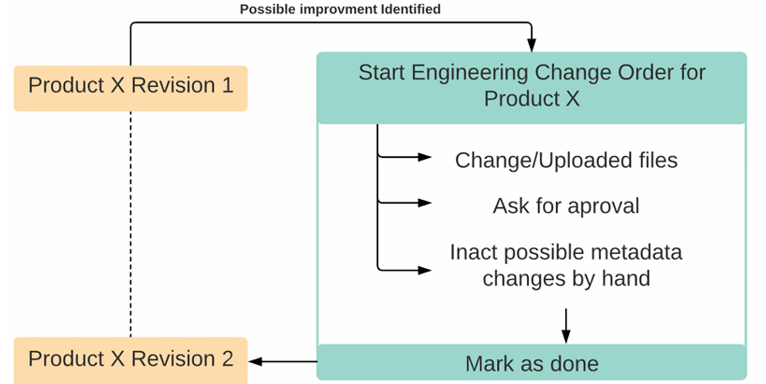 Possible improvment Identified
Product X Revision 1
Start Engineering Change Order for
Product X
Change/Uploaded files
Ask for aproval
Inact possible metadata
changes by hand
Product X Revision 2
Mark as done